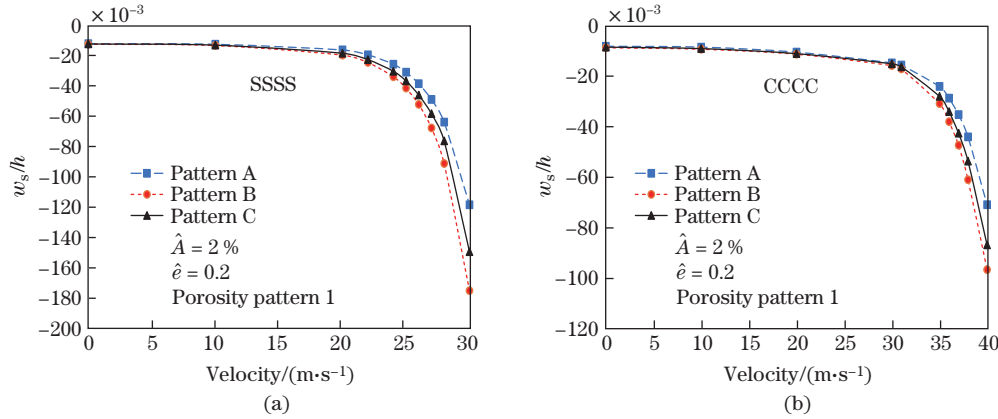 0 × 10⁻³
−20
−40
−60
−80
−100
−120
−140
−160
−180
−200
0 5 10 15 20 25 30
wₛ/h
Velocity/(m·s⁻¹)
SSSS
Pattern A
Pattern B
Pattern C
Â = 2 %
ê = 0.2
Porosity pattern 1
(a)
0 × 10⁻³
−20
−40
−60
−80
−100
−120
0 5 10 15 20 25 30 35 40
wₛ/h
Velocity/(m·s⁻¹)
CCCC
Pattern A
Pattern B
Pattern C
Â = 2 %
ê = 0.2
Porosity pattern 1
(b)